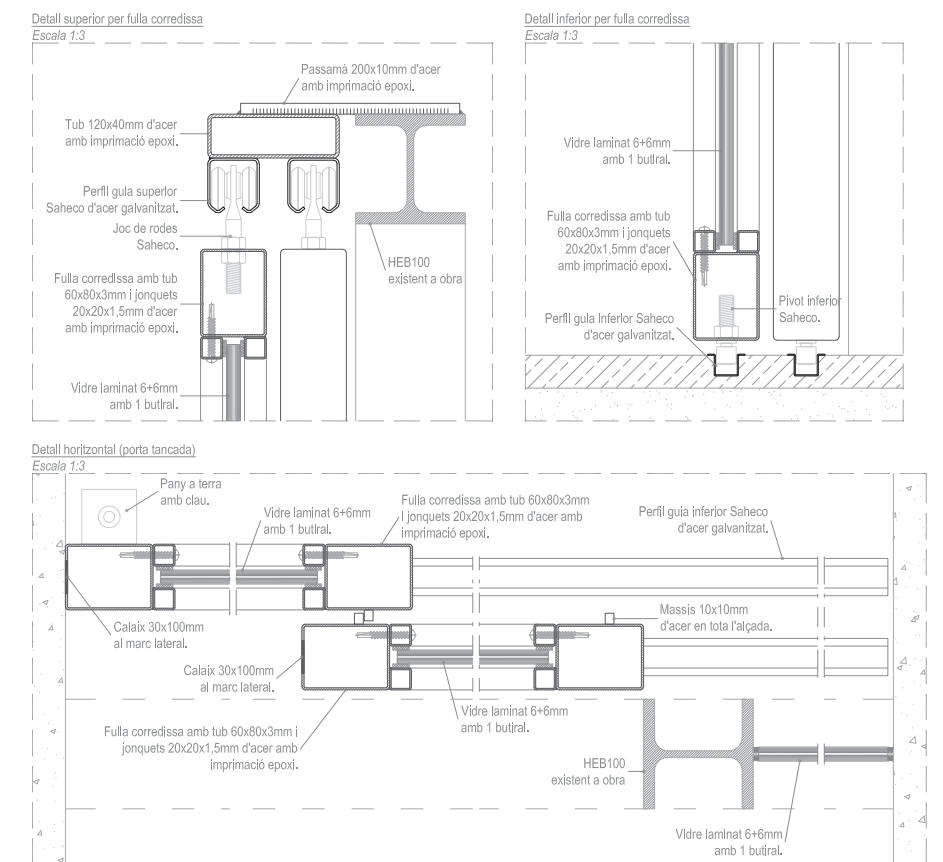 Detall superior per fulla corredissa
Escala 1:3
Passamà 200x10mm d'acer
amb imprimació epoxi.
Tub 120x40mm d'acer
amb imprimació epoxi.
Perfil guia superior
Saheco d'acer galvanitzat.
Joc de rodes
Saheco.
HEB100
existent a obra
Fulla corredissa amb tub
60x80x3mm i jonquets
20x20x1,5mm d'acer
amb imprimació epoxi.
Vidre laminat 6+6mm
amb 1 butiral.
Detall inferior per fulla corredissa
Escala 1:3
Vidre laminat 6+6mm
amb 1 butiral.
Fulla corredissa amb tub
60x80x3mm i jonquets
20x20x1,5mm d'acer
amb imprimació epoxi.
Pivot inferior
Saheco.
Perfil guia inferior Saheco
d'acer galvanitzat.
Detall horitzontal (porta tancada)
Escala 1:3
Pany a terra
amb clau.
Vidre laminat 6+6mm
amb 1 butiral.
Fulla corredissa amb tub 60x80x3mm
i jonquets 20x20x1,5mm d'acer amb
imprimació epoxi.
Perfil guia inferior Saheco
d'acer galvanitzat.
Calaix 30x100mm
al marc lateral.
Massis 10x10mm
d'acer en tota l'alçada.
Calaix 30x100mm
al marc lateral.
Vidre laminat 6+6mm
amb 1 butiral.
Fulla corredissa amb tub 60x80x3mm i
jonquets 20x20x1,5mm d'acer amb
imprimació epoxi.
HEB100
existent a obra
Vidre laminat 6+6mm
amb 1 butiral.